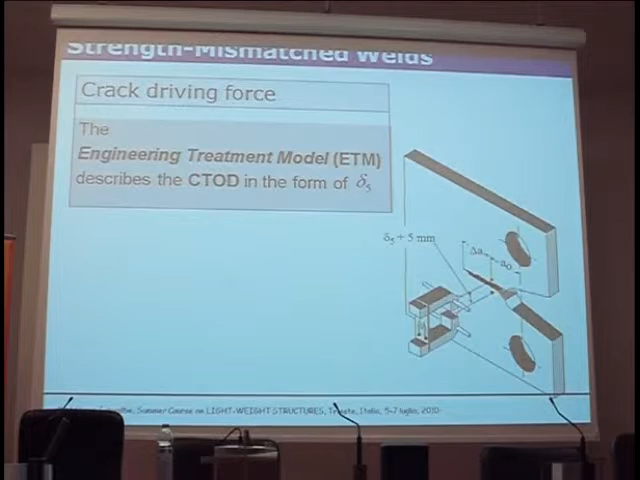 Strength-Mismatched Welds
Crack driving force
The
Engineering Treatment Model (ETM)
describes the CTOD in the form of δ₅
δ₅ + 5 mm
Δa
a₀
Summer Course on LIGHT-WEIGHT STRUCTURES, Trieste, Italia, 5-7 luglio, 2010